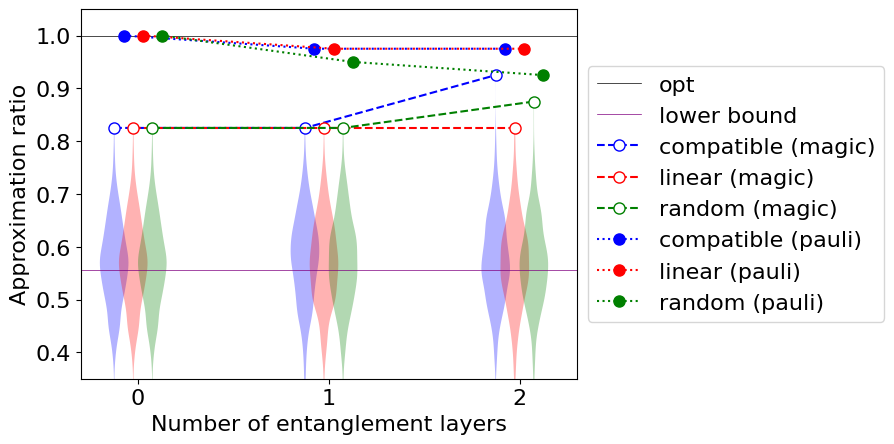 Approximation ratio
1.0
0.9
0.8
0.7
0.6
0.5
0.4
0
1
2
Number of entanglement layers
opt
lower bound
compatible (magic)
linear (magic)
random (magic)
compatible (pauli)
linear (pauli)
random (pauli)